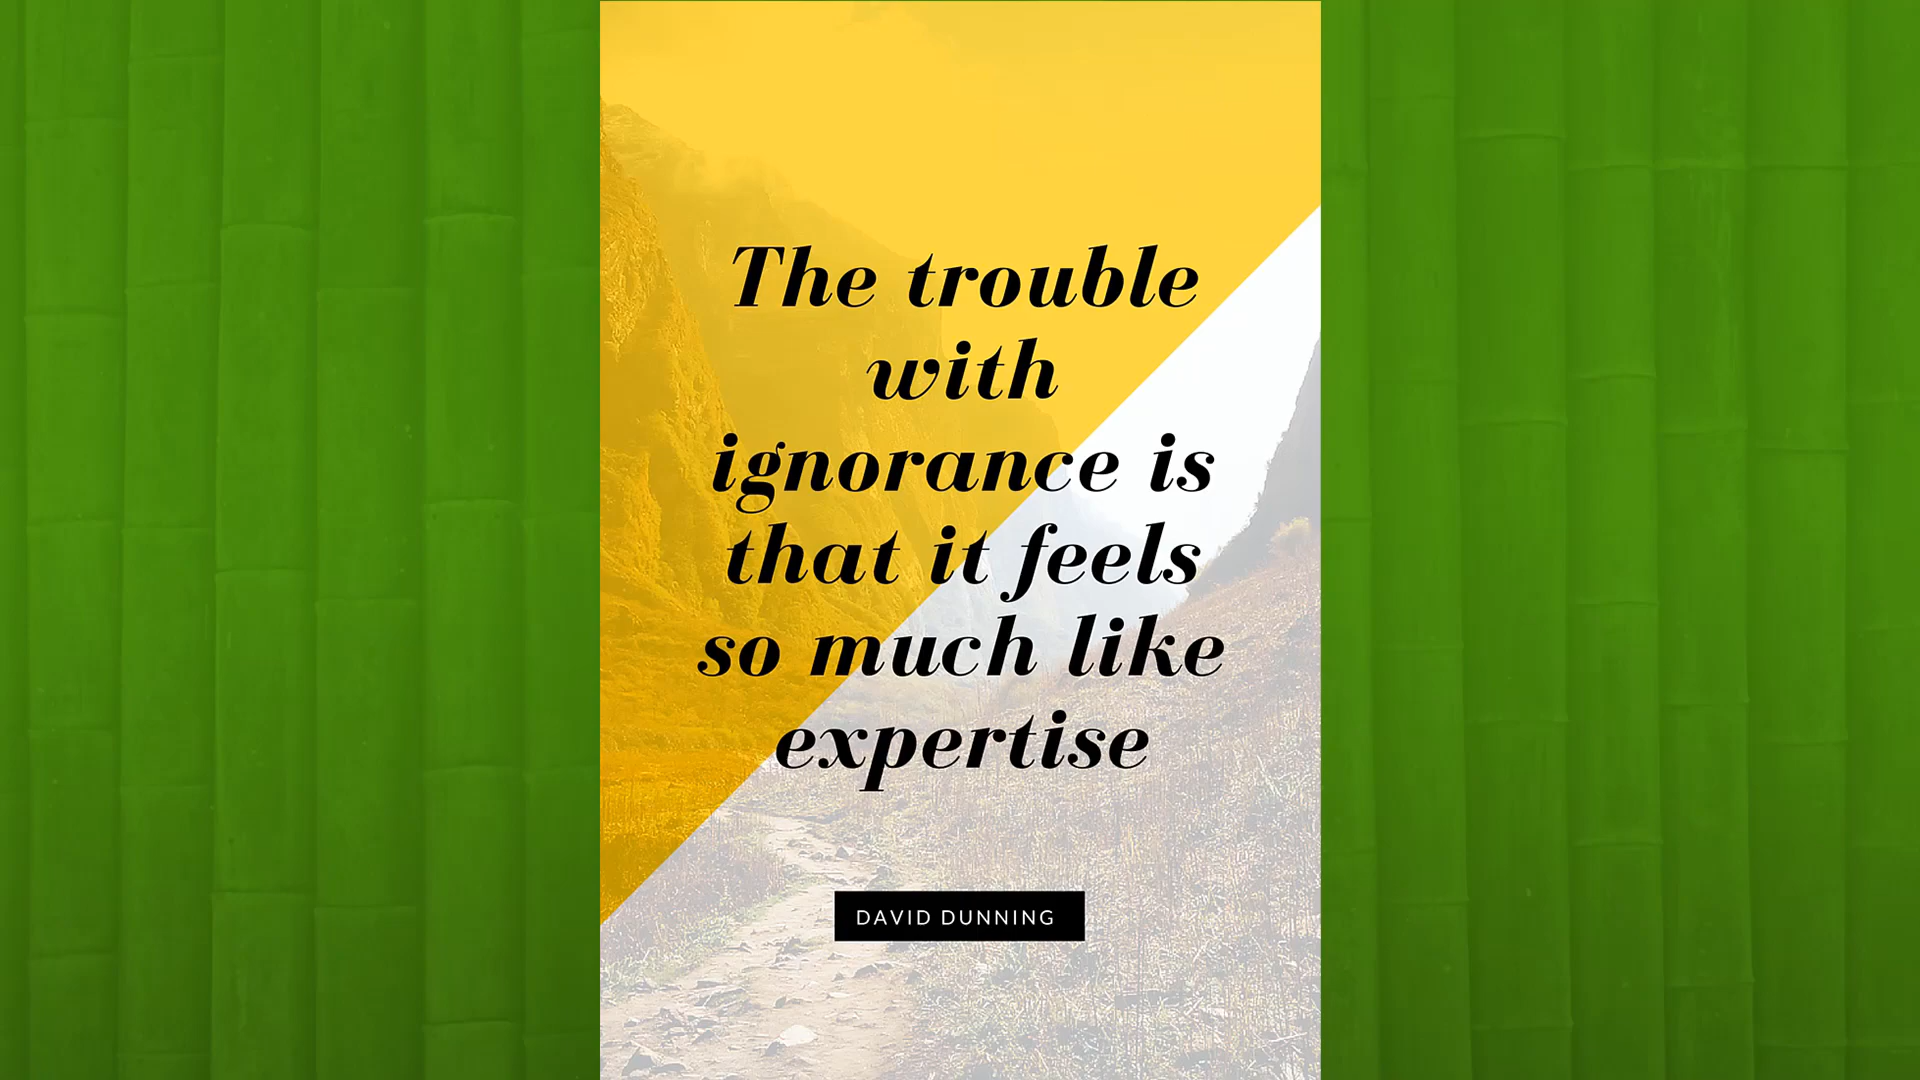 The trouble
with
ignorance is
that it feels
so much like
expertise
DAVID DUNNING